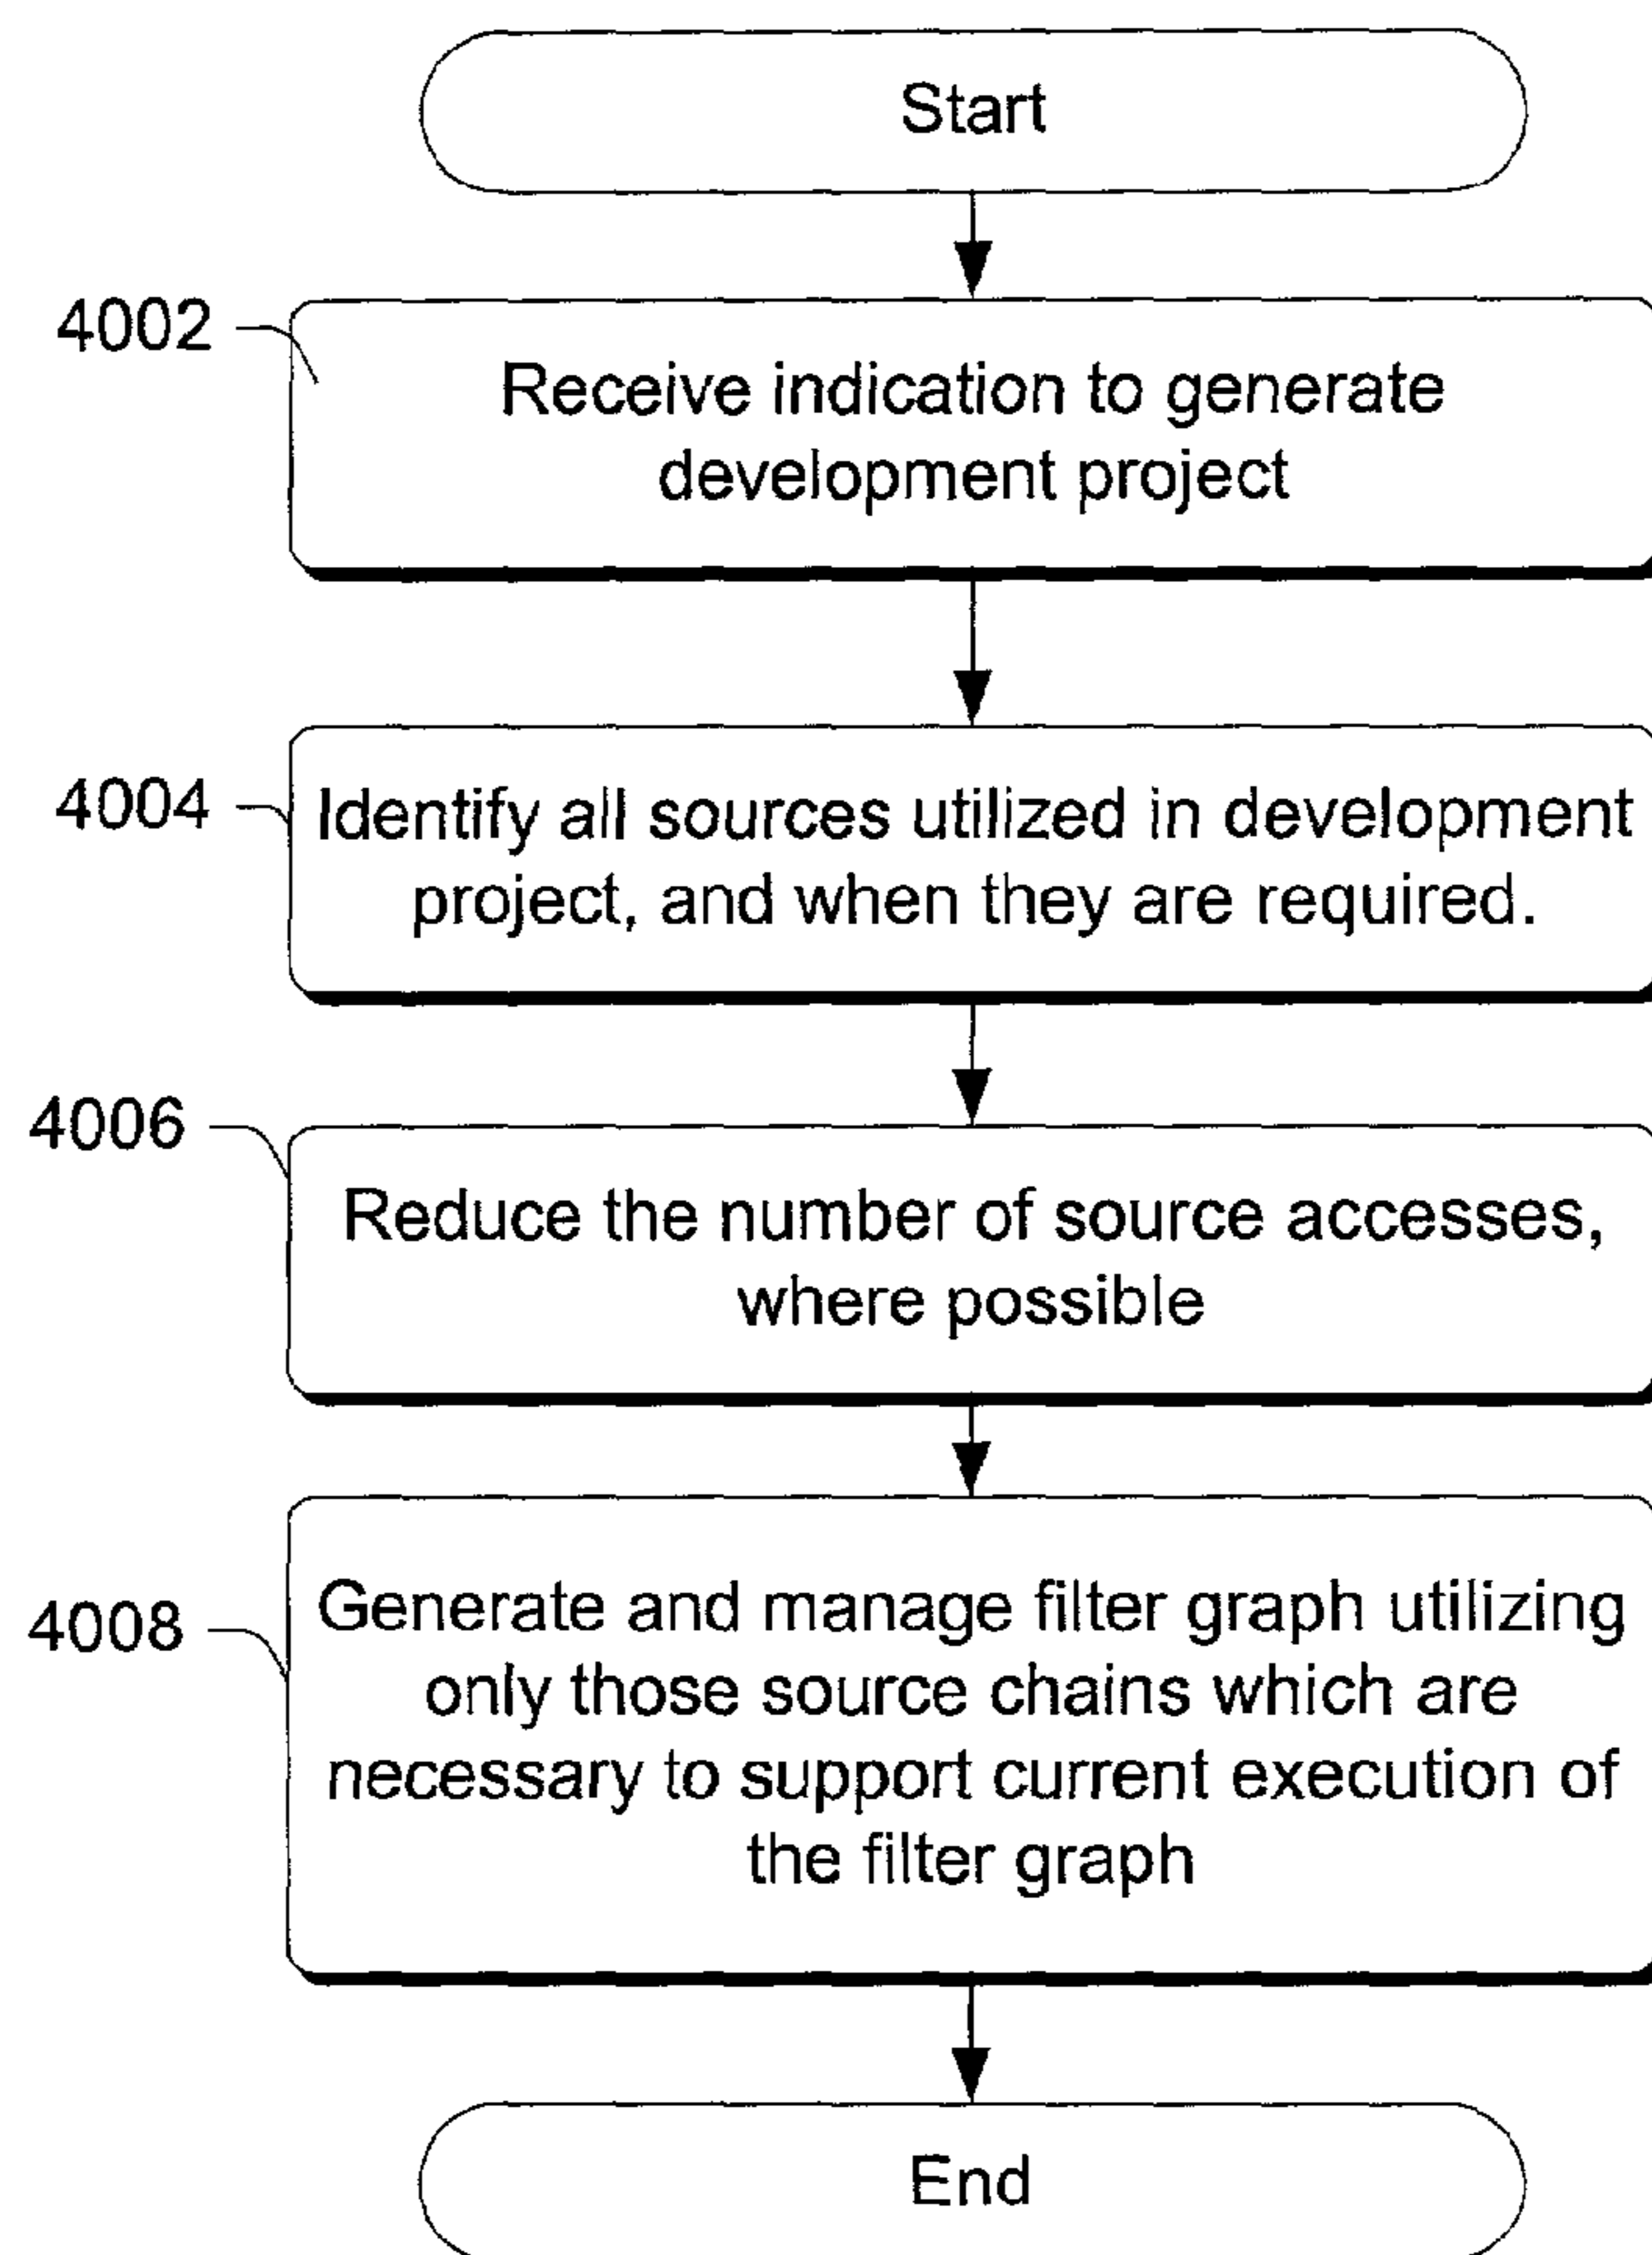 Start
4002
Receive indication to generate
development project
4004
Identify all sources utilized in development
project, and when they are required.
4006
Reduce the number of source accesses,
where possible
4008
Generate and manage filter graph utilizing
only those source chains which are
necessary to support current execution of
the filter graph
End